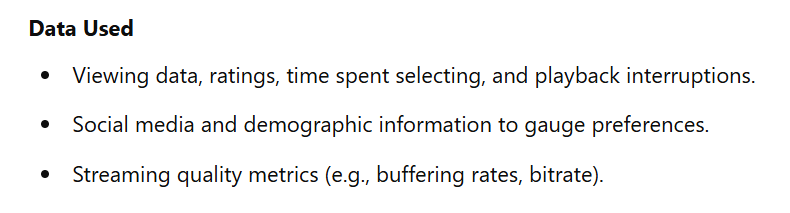 Data Used
• Viewing data, ratings, time spent selecting, and playback interruptions.
• Social media and demographic information to gauge preferences.
• Streaming quality metrics (e.g., buffering rates, bitrate).